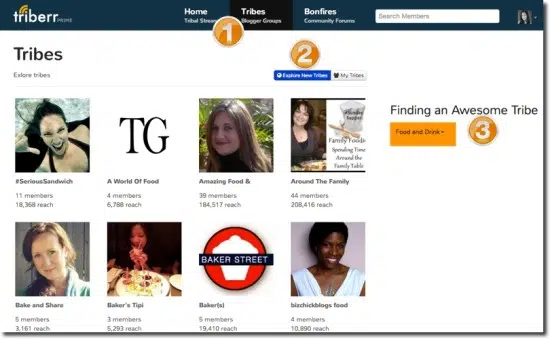 triberr PRIME
Home
Tribal Stream
Tribes
Blogger Groups
Bonfires
Community Forums
Search Members
1
2
Tribes
Exlore tribes
Explore New Tribes
My Tribes
Finding an Awesome Tribe
Food and Drink
3
TG
Family Foodie
Spending Time
Around the
Family Table
#SeriousSandwich
11 members
18,368 reach
A World Of Food
4 members
6,788 reach
Amazing Food &
39 members
184,517 reach
Around The Family
44 members
208,416 reach
BAKER STREET
Bake and Share
5 members
3,161 reach
Baker's Tipi
3 members
5,293 reach
Baker(s)
5 members
19,410 reach
bizchickblogs food
4 members
10,890 reach